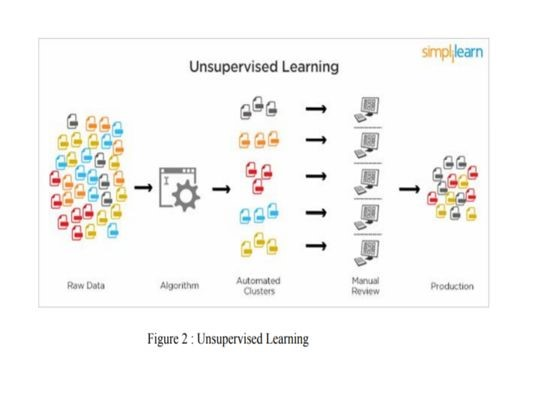 simplilearn
Unsupervised Learning
Raw Data
Algorithm
Automated
Clusters
Manual
Review
Production
Figure 2 : Unsupervised Learning